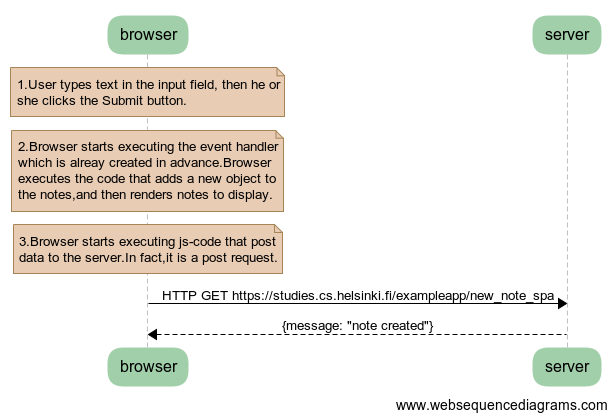 browser
server
1.User types text in the input field, then he or
she clicks the Submit button.
2.Browser starts executing the event handler
which is alreay created in advance.Browser
executes the code that adds a new object to
the notes,and then renders notes to display.
3.Browser starts executing js-code that post
data to the server.In fact,it is a post request.
HTTP GET https://studies.cs.helsinki.fi/exampleapp/new_note_spa
{message: "note created"}
browser
server
www.websequencediagrams.com